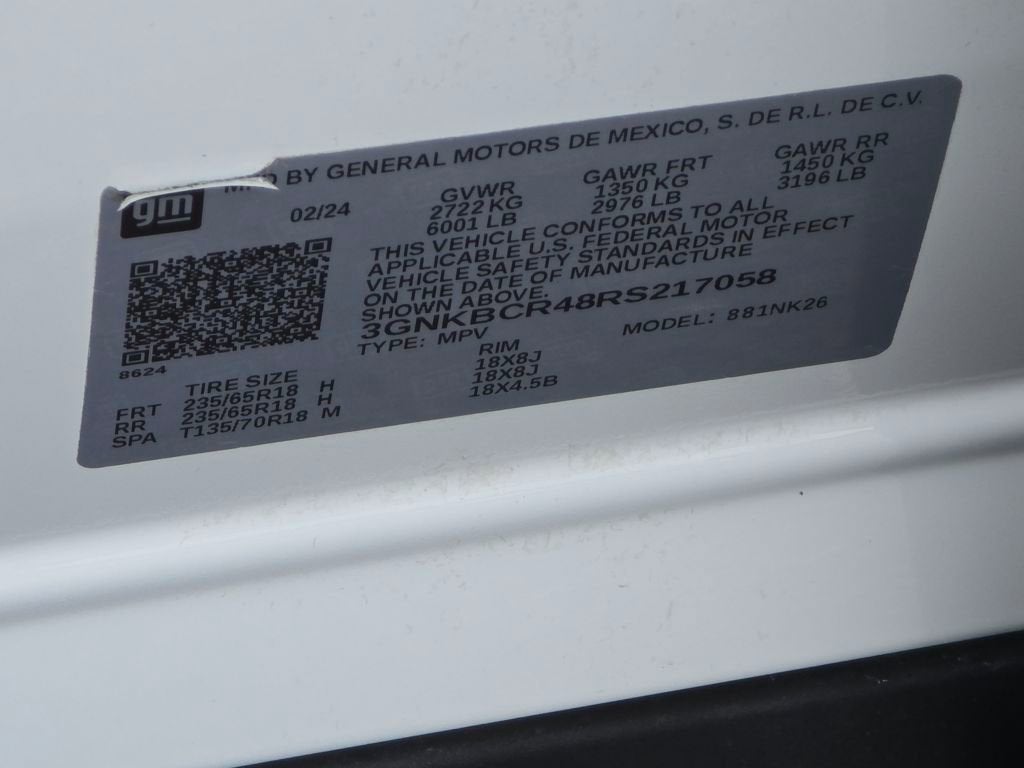 MFD BY GENERAL MOTORS DE MEXICO, S. DE R.L. DE C.V.
gm
02/24
GVWR
2722 KG
6001 LB
GAWR FRT
1350 KG
2976 LB
GAWR RR
1450 KG
3196 LB
THIS VEHICLE CONFORMS TO ALL
APPLICABLE U.S. FEDERAL MOTOR
VEHICLE SAFETY STANDARDS IN EFFECT
ON THE DATE OF MANUFACTURE
SHOWN ABOVE.
3GNKBCR48RS217058
TYPE: MPV
MODEL: 881NK26
8624
TIRE SIZE RIM
FRT 235/65R18 H 18X8J
RR 235/65R18 H 18X8J
SPA T135/70R18 M 18X4.5B